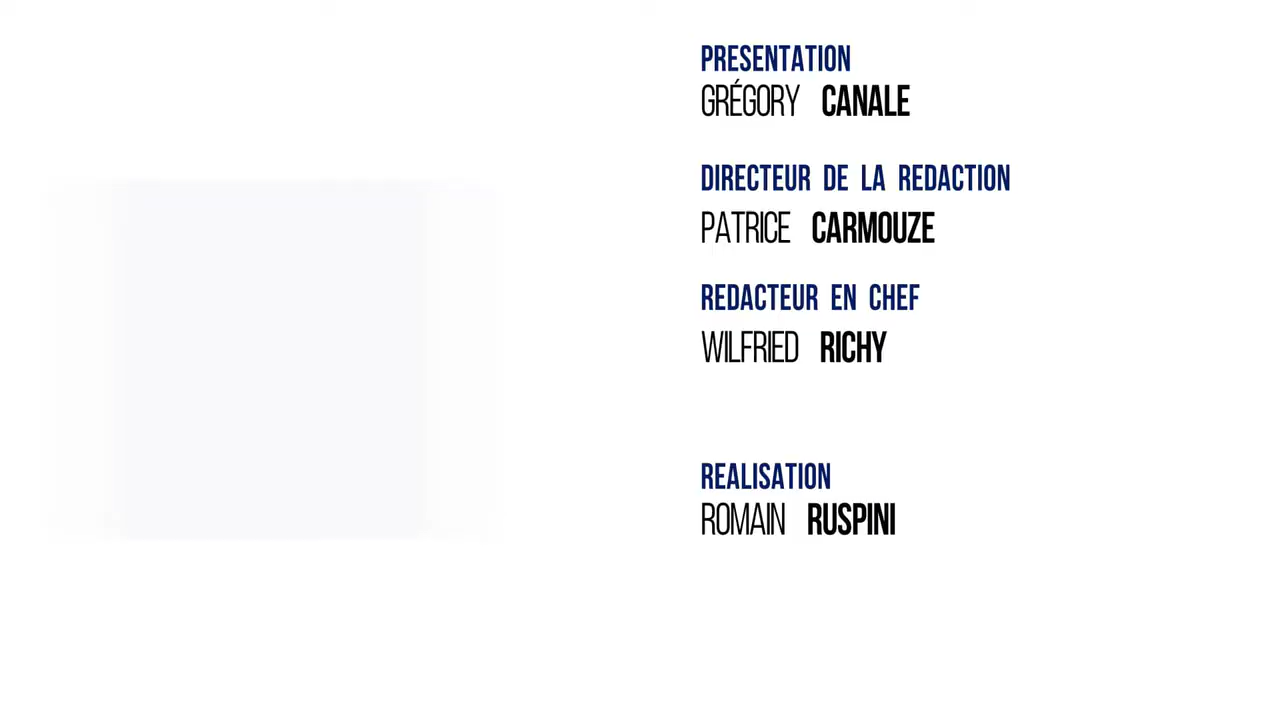 PRESENTATION
GRÉGORY CANALE
DIRECTEUR DE LA REDACTION
PATRICE CARMOUZE
REDACTEUR EN CHEF
WILFRIED RICHY
REALISATION
ROMAIN RUSPINI